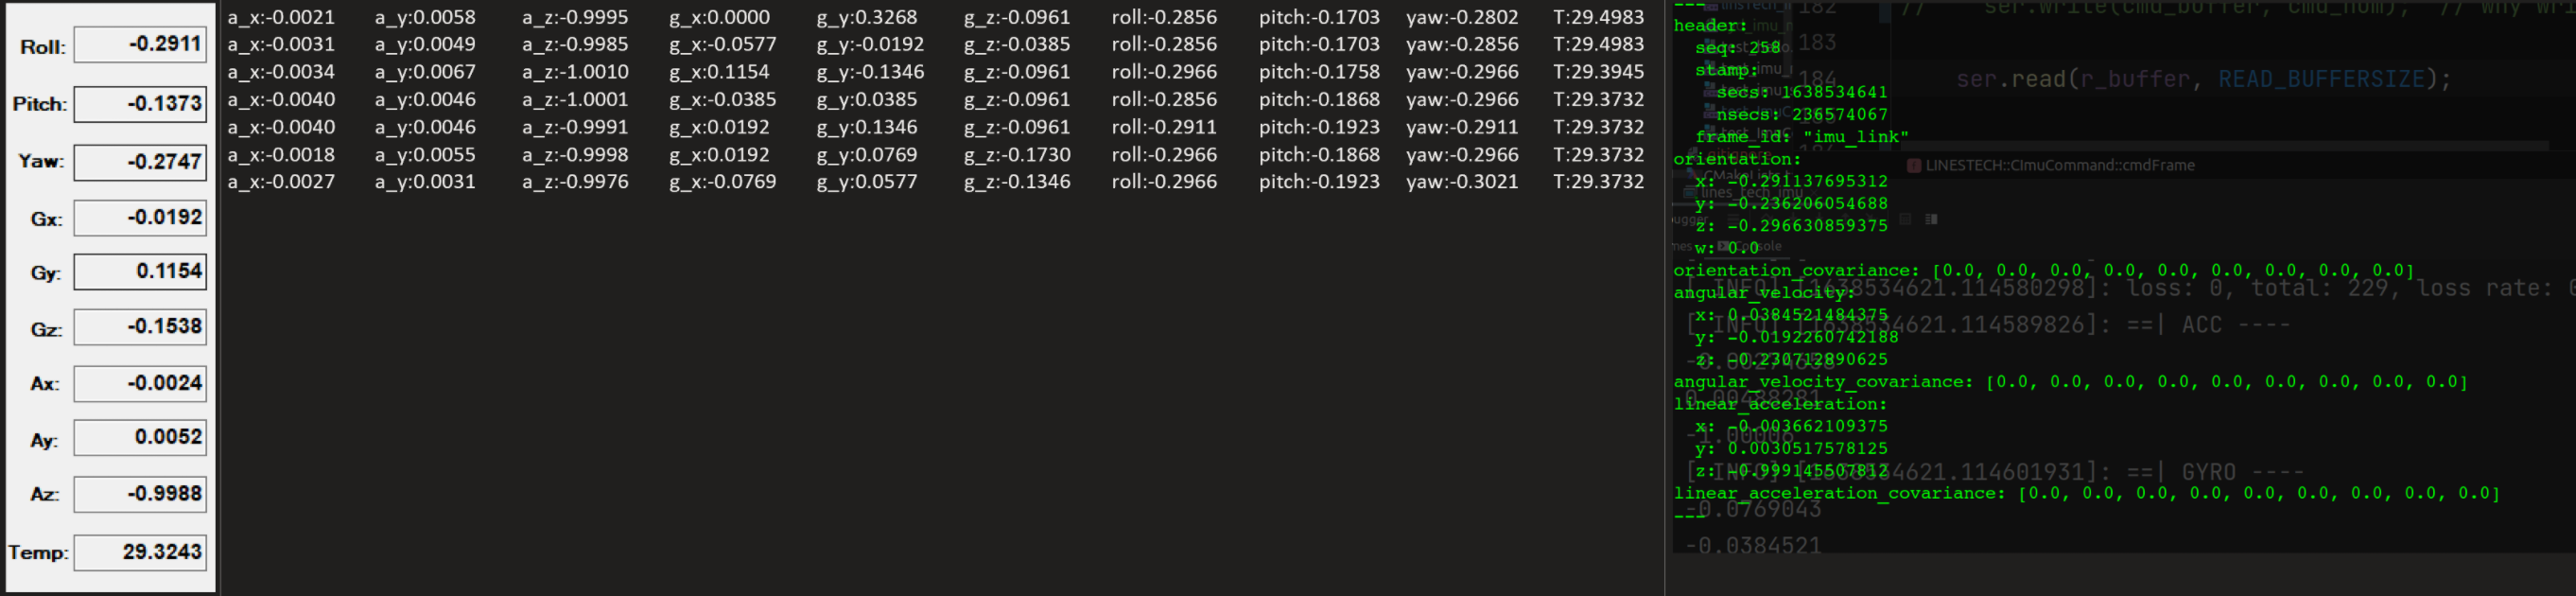 Roll: -0.2911
Pitch: -0.1373
Yaw: -0.2747
Gx: -0.0192
Gy: 0.1154
Gz: -0.1538
Ax: -0.0024
Ay: 0.0052
Az: -0.9988
Temp: 29.3243
a_x:-0.0021 a_y:0.0058 a_z:-0.9995 g_x:0.0000 g_y:0.3268 g_z:-0.0961 roll:-0.2856 pitch:-0.1703 yaw:-0.2802 T:29.4983
a_x:-0.0031 a_y:0.0049 a_z:-0.9985 g_x:-0.0577 g_y:-0.0192 g_z:-0.0385 roll:-0.2856 pitch:-0.1703 yaw:-0.2856 T:29.4983
a_x:-0.0034 a_y:0.0067 a_z:-1.0010 g_x:0.1154 g_y:-0.1346 g_z:-0.0961 roll:-0.2966 pitch:-0.1758 yaw:-0.2966 T:29.3945
a_x:-0.0040 a_y:0.0046 a_z:-1.0001 g_x:-0.0385 g_y:0.0385 g_z:-0.0961 roll:-0.2856 pitch:-0.1868 yaw:-0.2966 T:29.3732
a_x:-0.0040 a_y:0.0046 a_z:-0.9991 g_x:0.0192 g_y:0.1346 g_z:-0.0961 roll:-0.2911 pitch:-0.1923 yaw:-0.2911 T:29.3732
a_x:-0.0018 a_y:0.0055 a_z:-0.9998 g_x:0.0192 g_y:0.0769 g_z:-0.1730 roll:-0.2966 pitch:-0.1868 yaw:-0.2966 T:29.3732
a_x:-0.0027 a_y:0.0031 a_z:-0.9976 g_x:-0.0769 g_y:0.0577 g_z:-0.1346 roll:-0.2966 pitch:-0.1923 yaw:-0.3021 T:29.3732
---
header:
seq: 258
stamp:
secs: 1638534641
nsecs: 236574067
frame_id: "imu_link"
orientation:
x: -0.291137695312
y: -0.236206054688
z: -0.296630859375
w: 0.0
orientation_covariance: [0.0, 0.0, 0.0, 0.0, 0.0, 0.0, 0.0, 0.0, 0.0]
angular_velocity:
x: 0.0384521484375
y: -0.0192260742188
z: -0.230712890625
angular_velocity_covariance: [0.0, 0.0, 0.0, 0.0, 0.0, 0.0, 0.0, 0.0, 0.0]
linear_acceleration:
x: -0.003662109375
y: 0.0030517578125
z: -0.999145507812
linear_acceleration_covariance: [0.0, 0.0, 0.0, 0.0, 0.0, 0.0, 0.0, 0.0, 0.0]
---
182 // ser.write(cmd_buffer, cmd_num); // Why
183
184 ser.read(r_buffer, READ_BUFFERSIZE);
LINESTECH::CImuCommand::cmdFrame
Console
[ INFO] [1638534621.114580298]: loss: 0, total: 229, loss rate:
[ INFO] [1638534621.114589826]: ==| ACC ----
0.00488281
[ INFO] [1638534621.114601931]: ==| GYRO ----
-0.0769043
-0.0384521